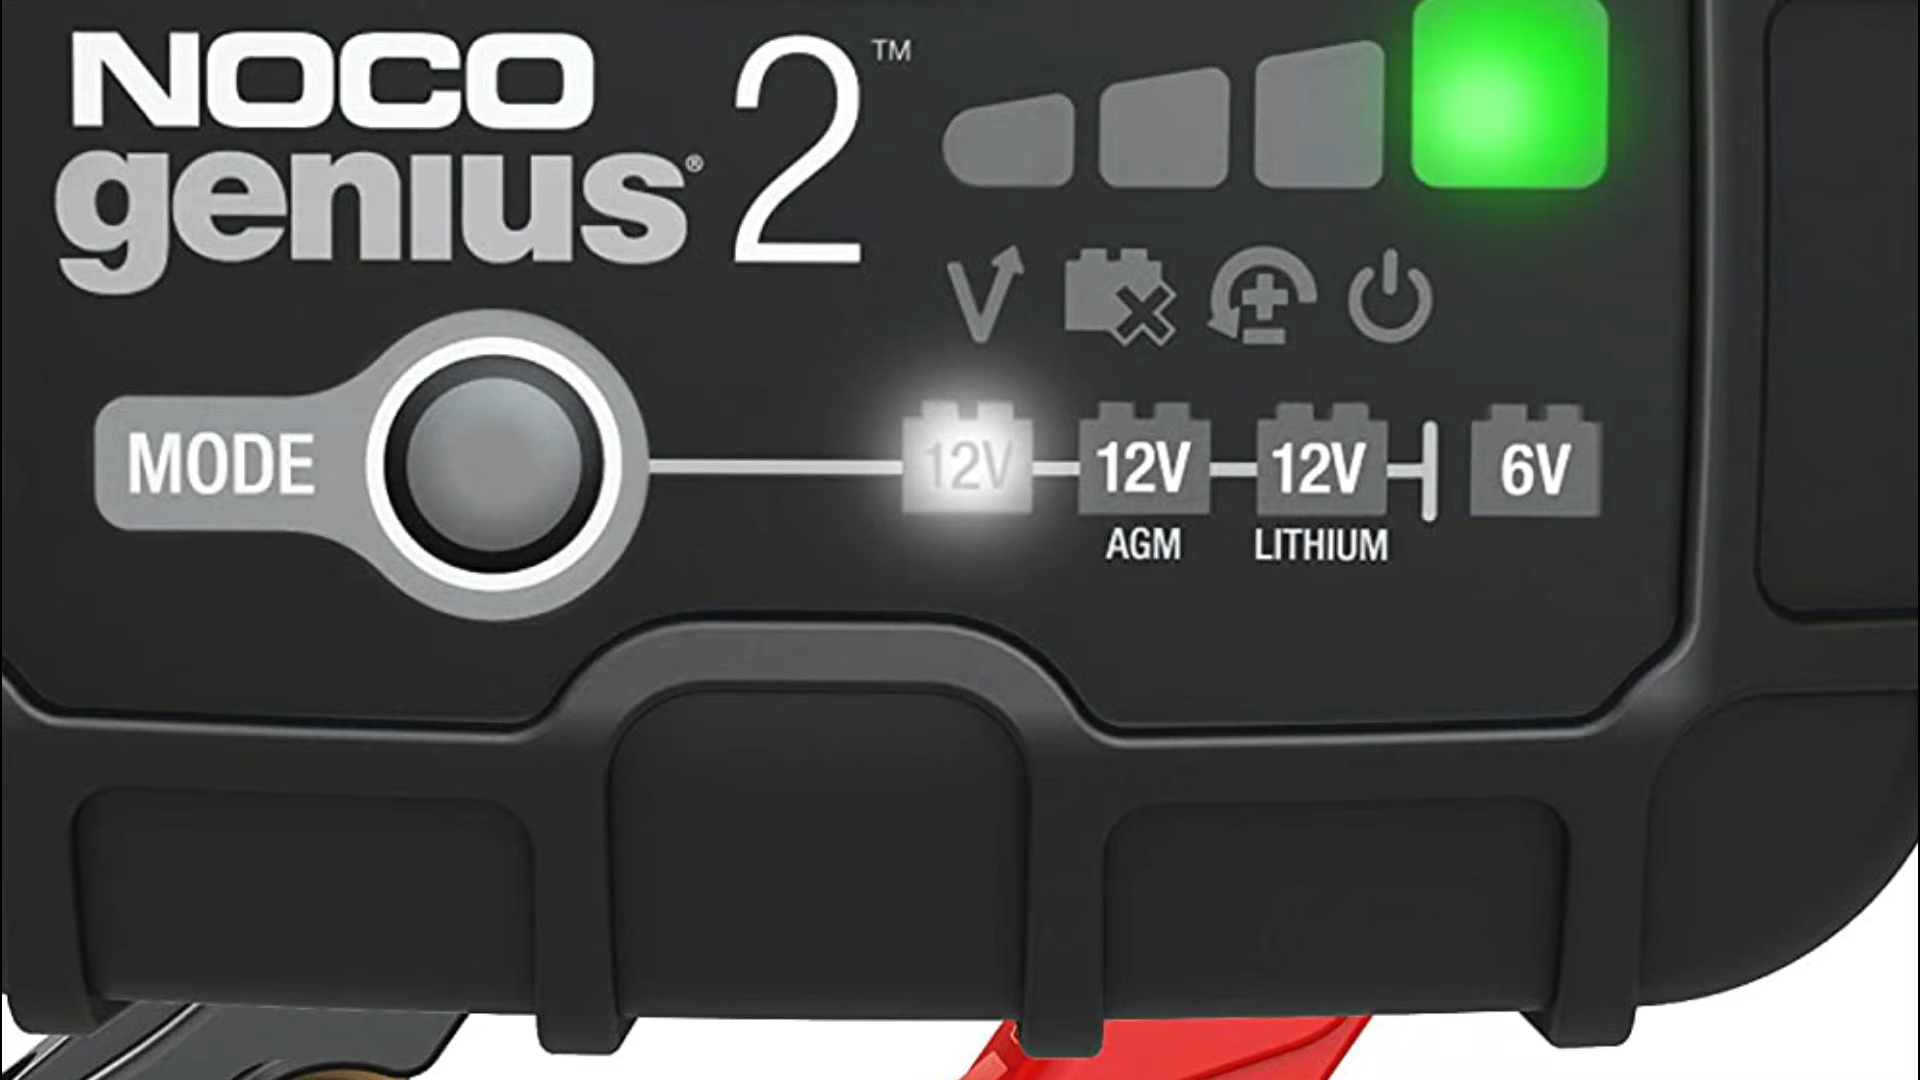 NOCO
genius® 2™
MODE
12V 12V 12V 6V
AGM LITHIUM